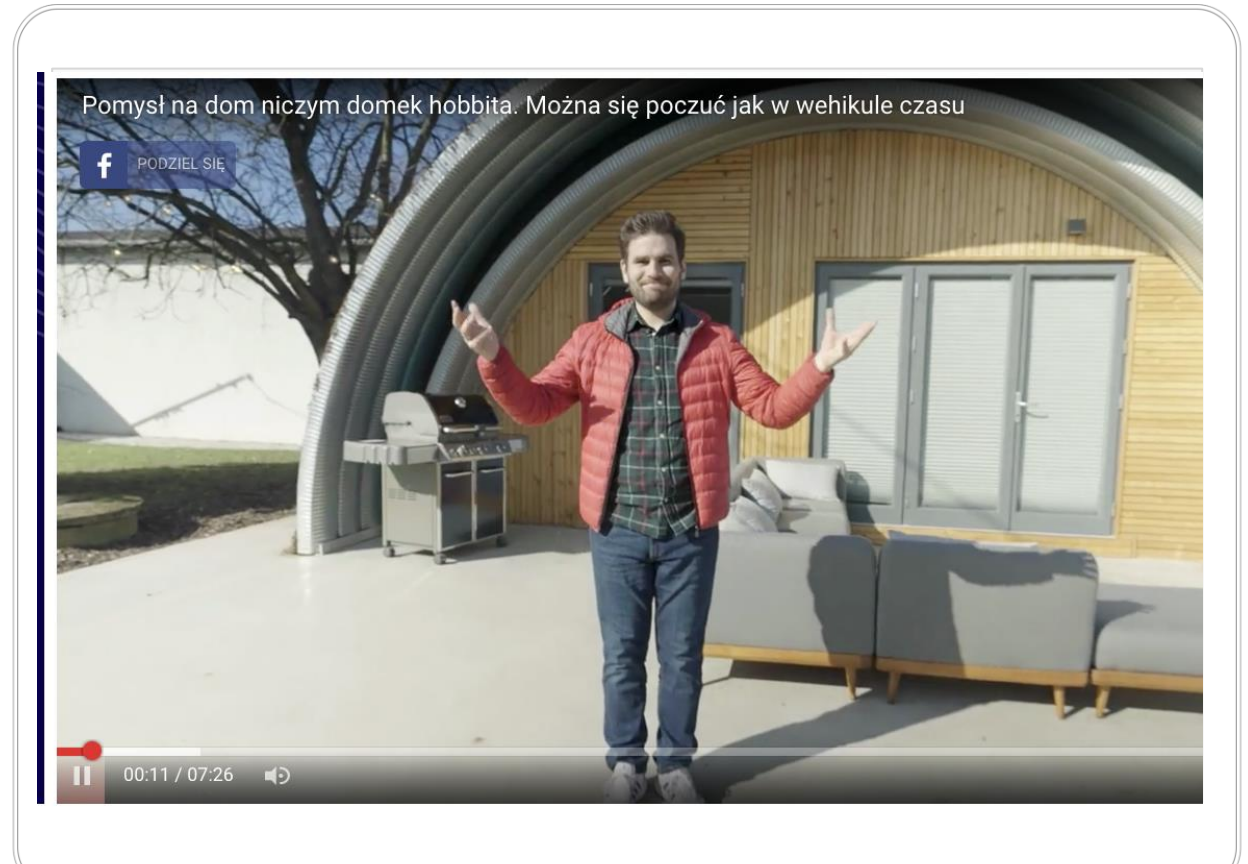 Pomysł na dom niczym domek hobbita. Można się poczuć jak w wehikule czasu
f PODZIEL SIĘ
00:11 / 07:26